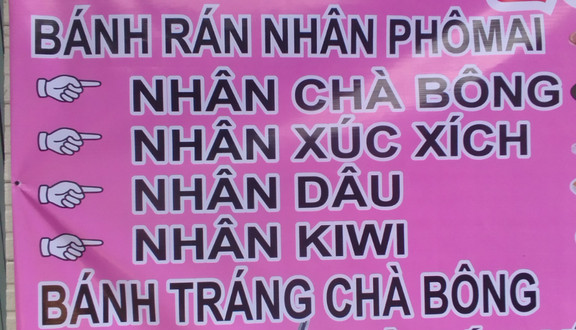 BÁNH RÁN NHÂN PHÔMAI
NHÂN CHÀ BÔNG
NHÂN XÚC XÍCH
NHÂN DÂU
NHÂN KIWI
BÁNH TRÁNG CHÀ BÔNG